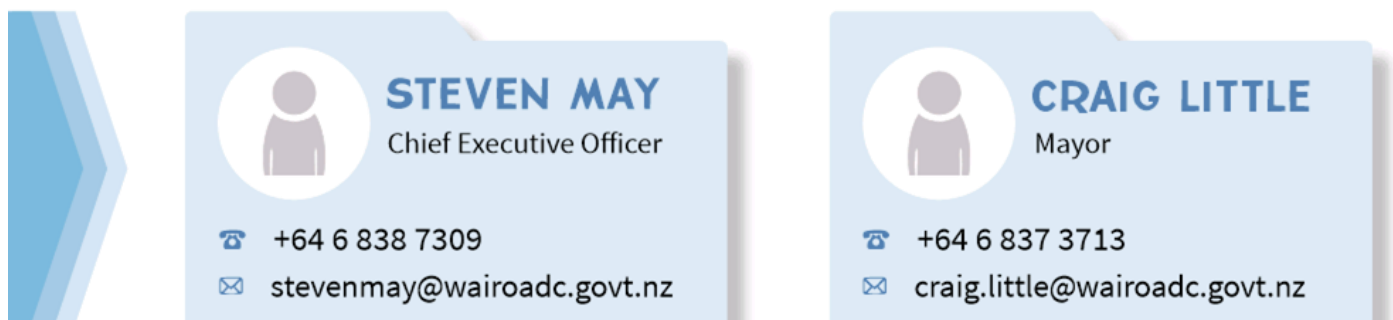 STEVEN MAY
Chief Executive Officer
+64 6 838 7309
stevenmay@wairoadc.govt.nz
CRAIG LITTLE
Mayor
+64 6 837 3713
craig.little@wairoadc.govt.nz